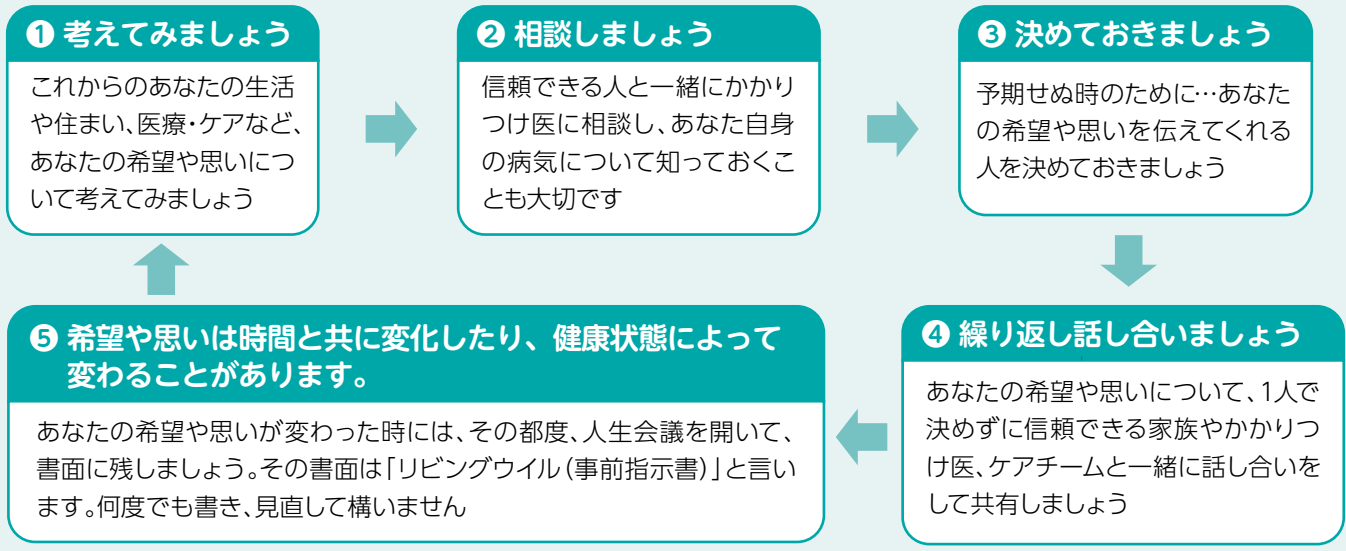 ❶ 考えてみましょう
これからのあなたの生活
や住まい、医療・ケアなど、
あなたの希望や思いにつ
いて考えてみましょう
❷ 相談しましょう
信頼できる人と一緒にかかり
つけ医に相談し、あなた自身
の病気について知っておくこ
とも大切です
❸ 決めておきましょう
予期せぬ時のために…あなた
の希望や思いを伝えてくれる
人を決めておきましょう
❹ 繰り返し話し合いましょう
あなたの希望や思いについて、1人で
決めずに信頼できる家族やかかりつ
け医、ケアチームと一緒に話し合いを
して共有しましょう
❺ 希望や思いは時間と共に変化したり、健康状態によって
変わることがあります。
あなたの希望や思いが変わった時には、その都度、人生会議を開いて、
書面に残しましょう。その書面は「リビングウイル（事前指示書）」と言い
ます。何度でも書き、見直して構いません